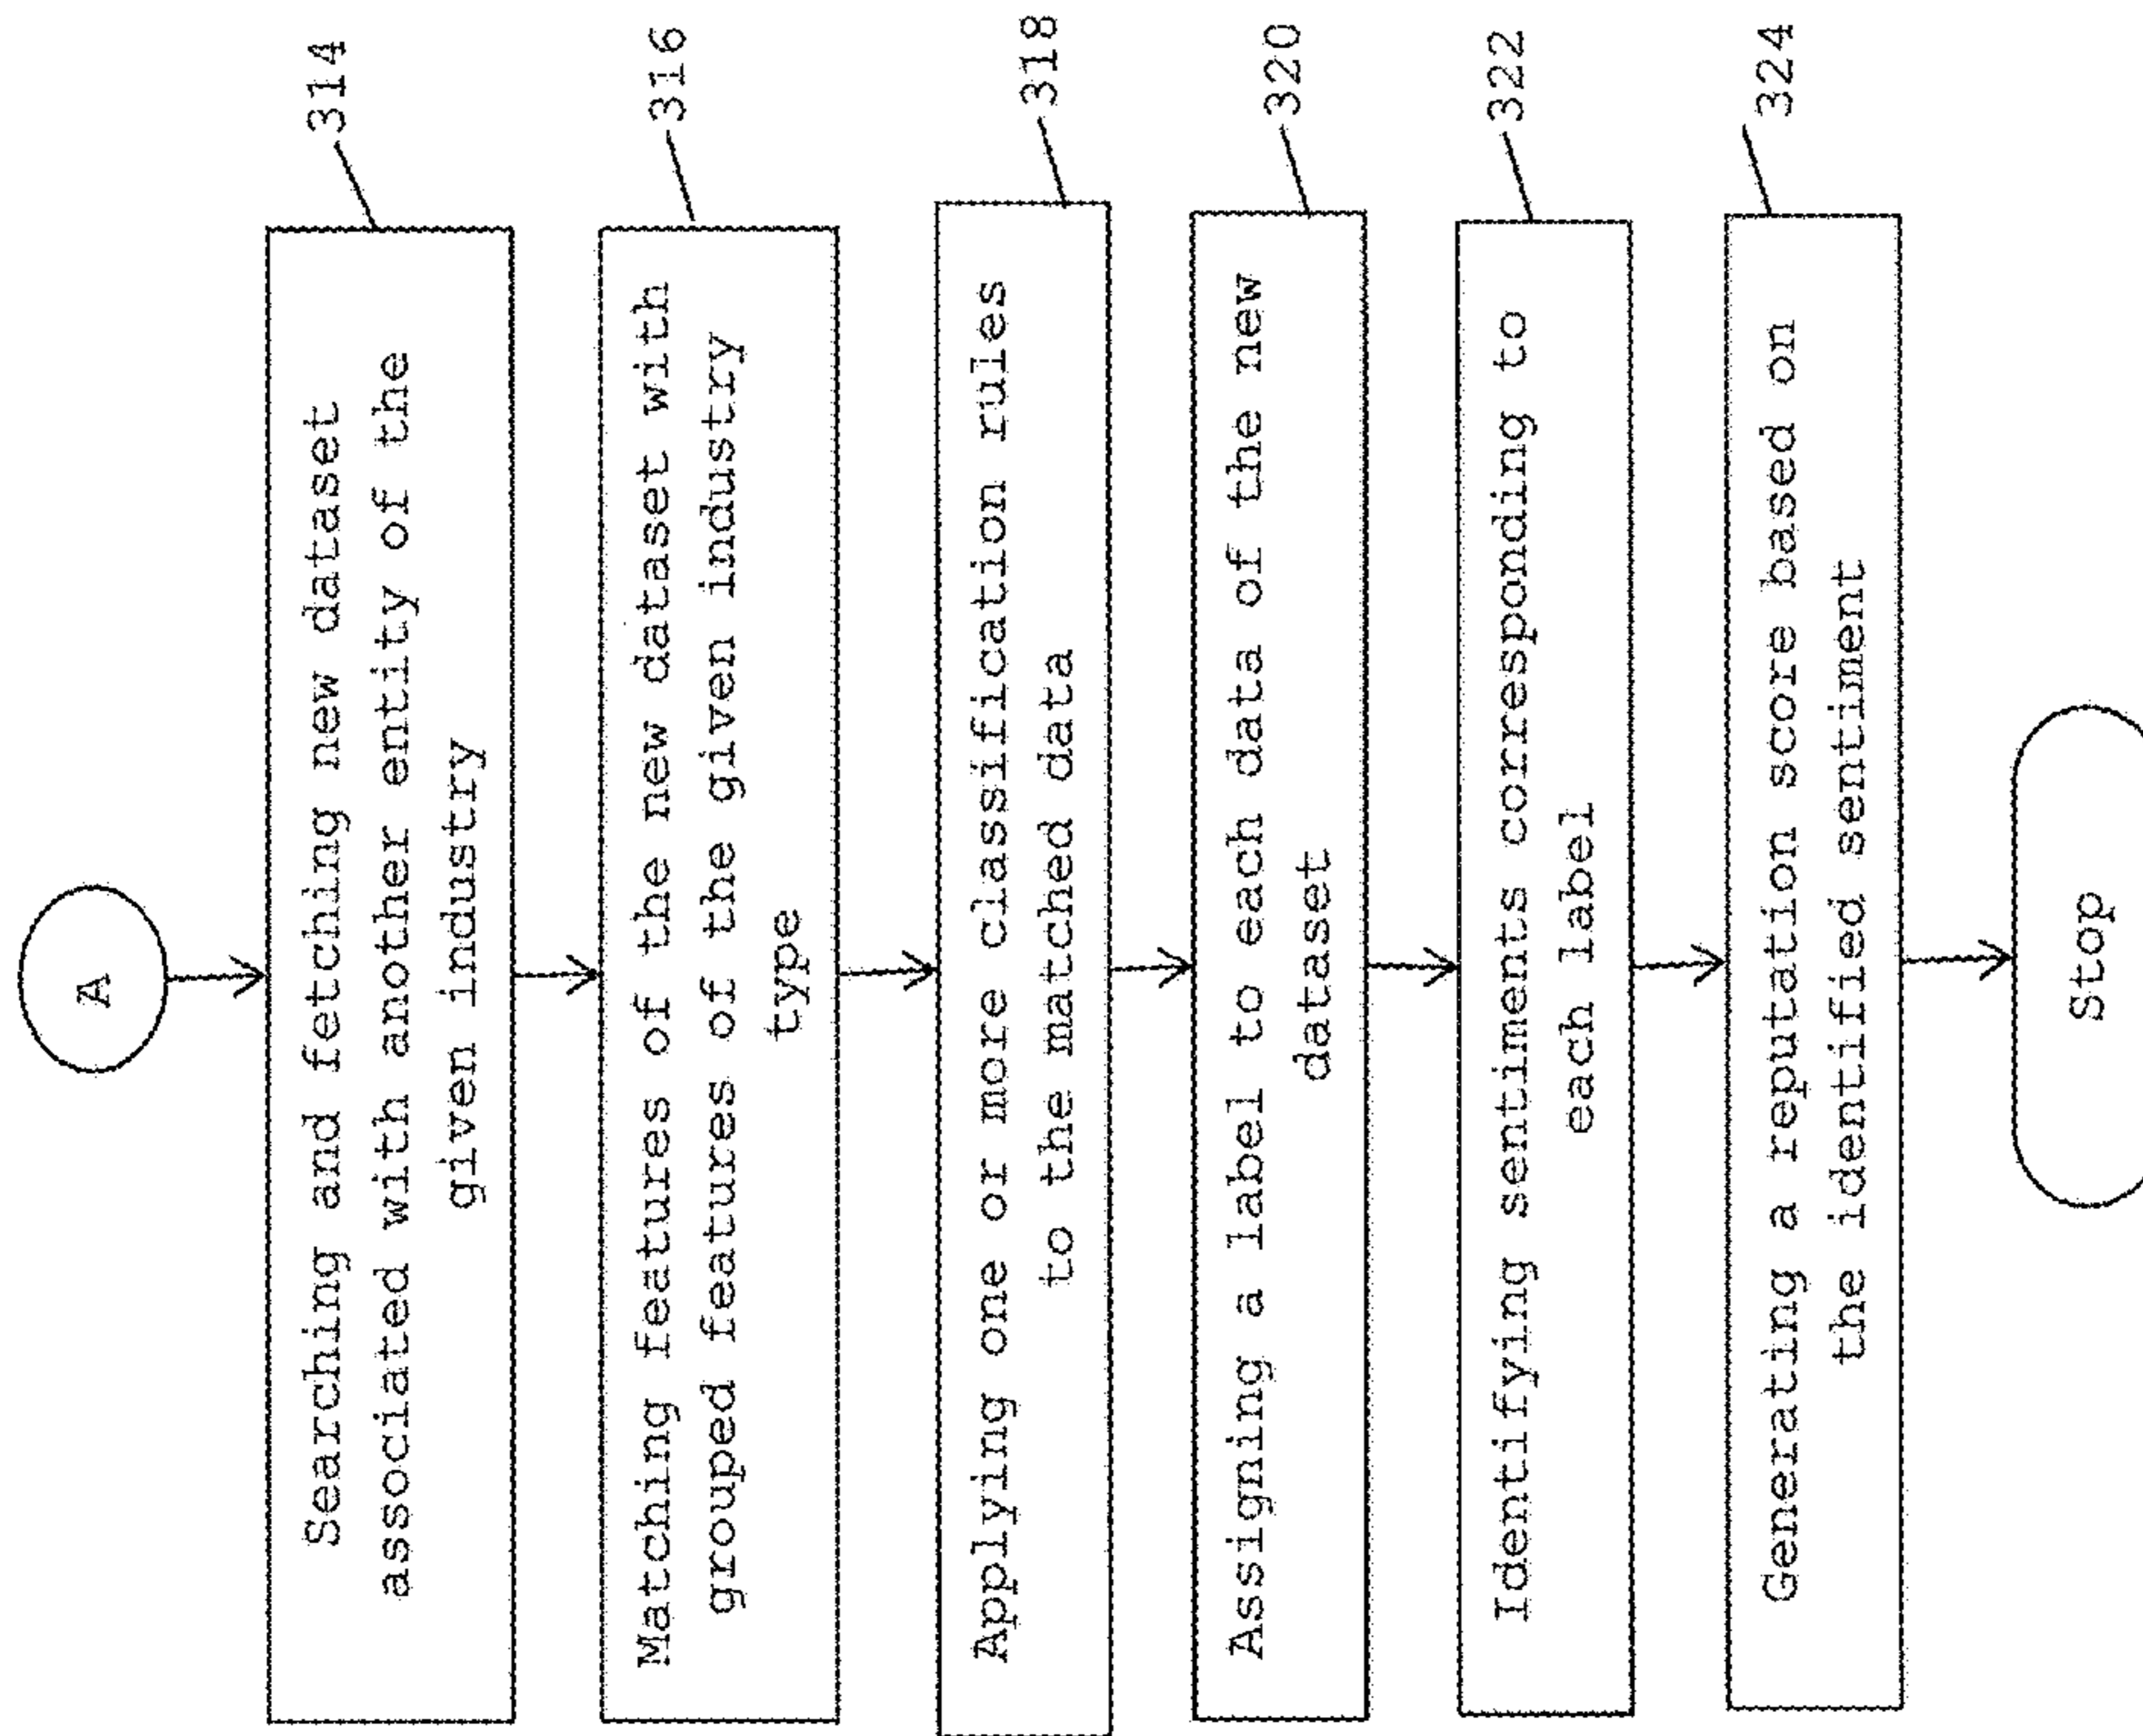 A
Searching and fetching new dataset
associated with another entity of the
given industry
314
Matching features of the new dataset with
grouped features of the given industry
type
316
Applying one or more classification rules
to the matched data
318
Assigning a label to each data of the new
dataset
320
Identifying sentiments corresponding to
each label
322
Generating a reputation score based on
the identified sentiment
324
Stop